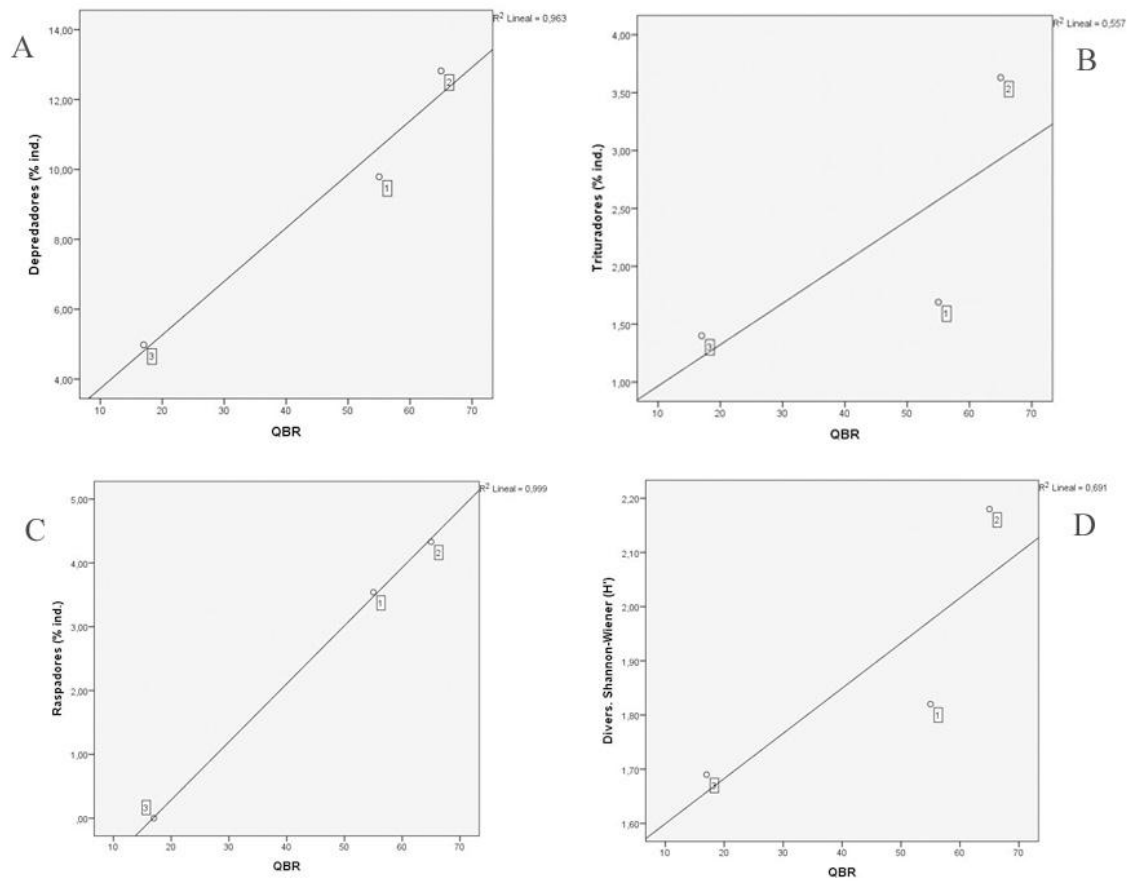 R² Lineal = 0,963
A
14,00
12,00
10,00
8,00
6,00
4,00
Depredadores (% ind.)
2
1
3
10 20 30 40 50 60 70
QBR
R² Lineal = 0,557
B
4,00
3,50
3,00
2,50
2,00
1,50
1,00
Trituradores (% ind.)
2
1
3
10 20 30 40 50 60 70
QBR
R² Lineal = 0,999
C
5,00
4,00
3,00
2,00
1,00
,00
Raspadores (% ind.)
2
1
3
10 20 30 40 50 60 70
QBR
R² Lineal = 0,691
D
2,20
2,10
2,00
1,90
1,80
1,70
1,60
Divers. Shannon-Wiener (H')
2
1
3
10 20 30 40 50 60 70
QBR